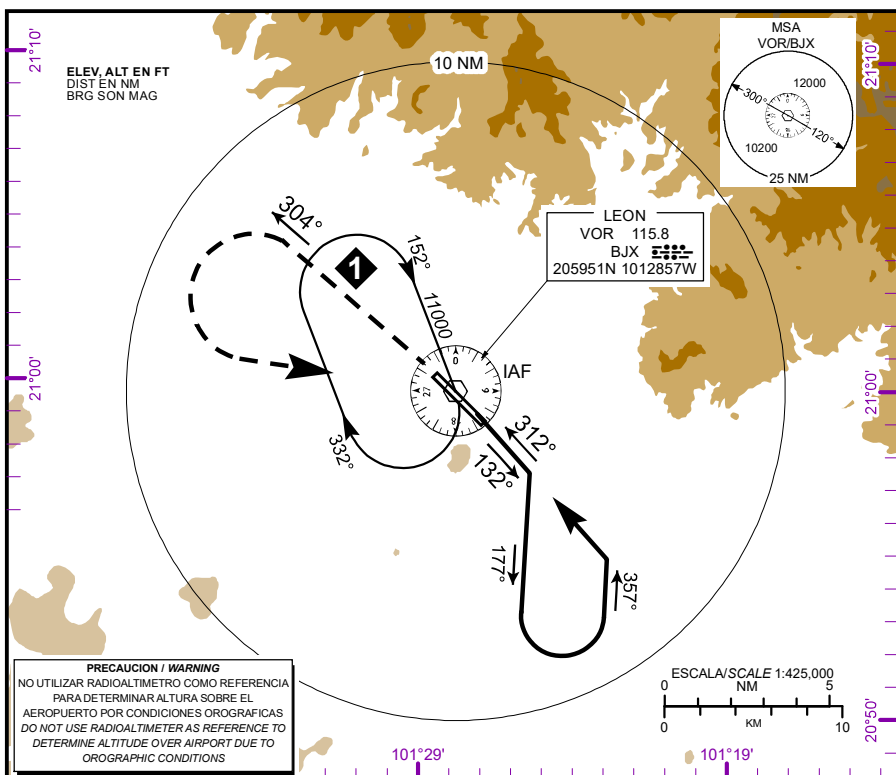 21°10'
ELEV, ALT EN FT
DIST EN NM
BRG SON MAG
10 NM
MSA
VOR/BJX
12000
300°
120°
10200
25 NM
21°10'
304°
1
152°
11000
LEON
VOR 115.8
BJX
205951N 1012857W
IAF
0
9
18
27
21°00'
21°00'
332°
312°
132°
177°
357°
PRECAUCION / WARNING
NO UTILIZAR RADIOALTIMETRO COMO REFERENCIA
PARA DETERMINAR ALTURA SOBRE EL
AEROPUERTO POR CONDICIONES OROGRAFICAS
DO NOT USE RADIOALTIMETER AS REFERENCE TO
DETERMINE ALTITUDE OVER AIRPORT DUE TO
OROGRAPHIC CONDITIONS
ESCALA/SCALE 1:425,000
0 NM 5
0 KM 10
20°50'
101°29'
101°19'